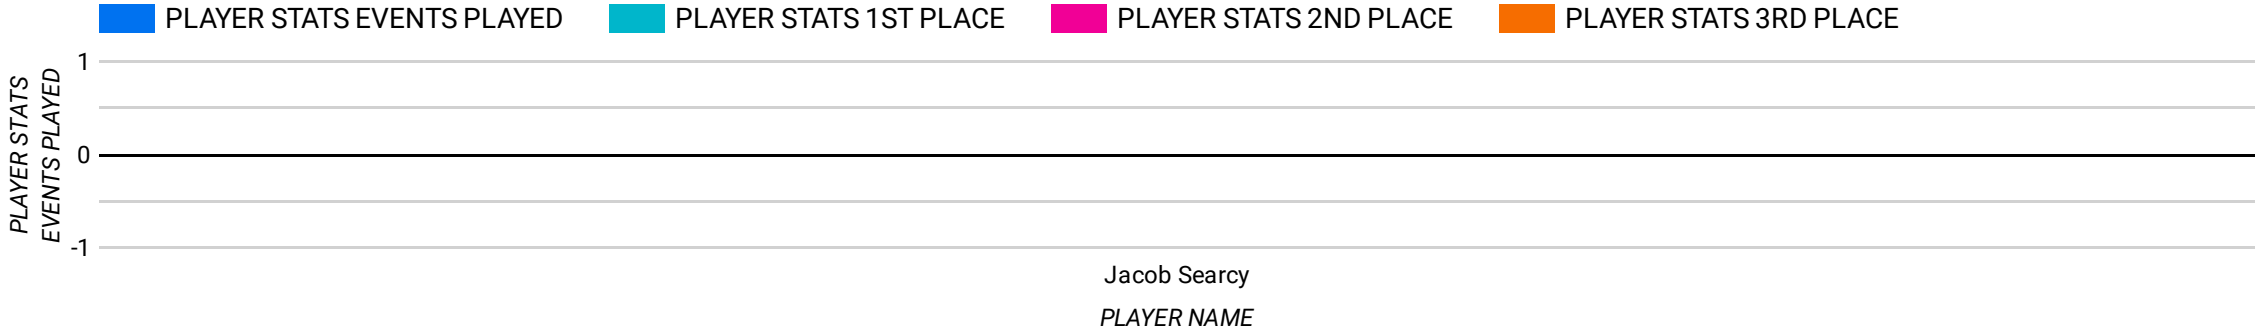 PLAYER STATS EVENTS PLAYED PLAYER STATS 1ST PLACE PLAYER STATS 2ND PLACE PLAYER STATS 3RD PLACE
PLAYER STATS
EVENTS PLAYED
1
0
-1
Jacob Searcy
PLAYER NAME